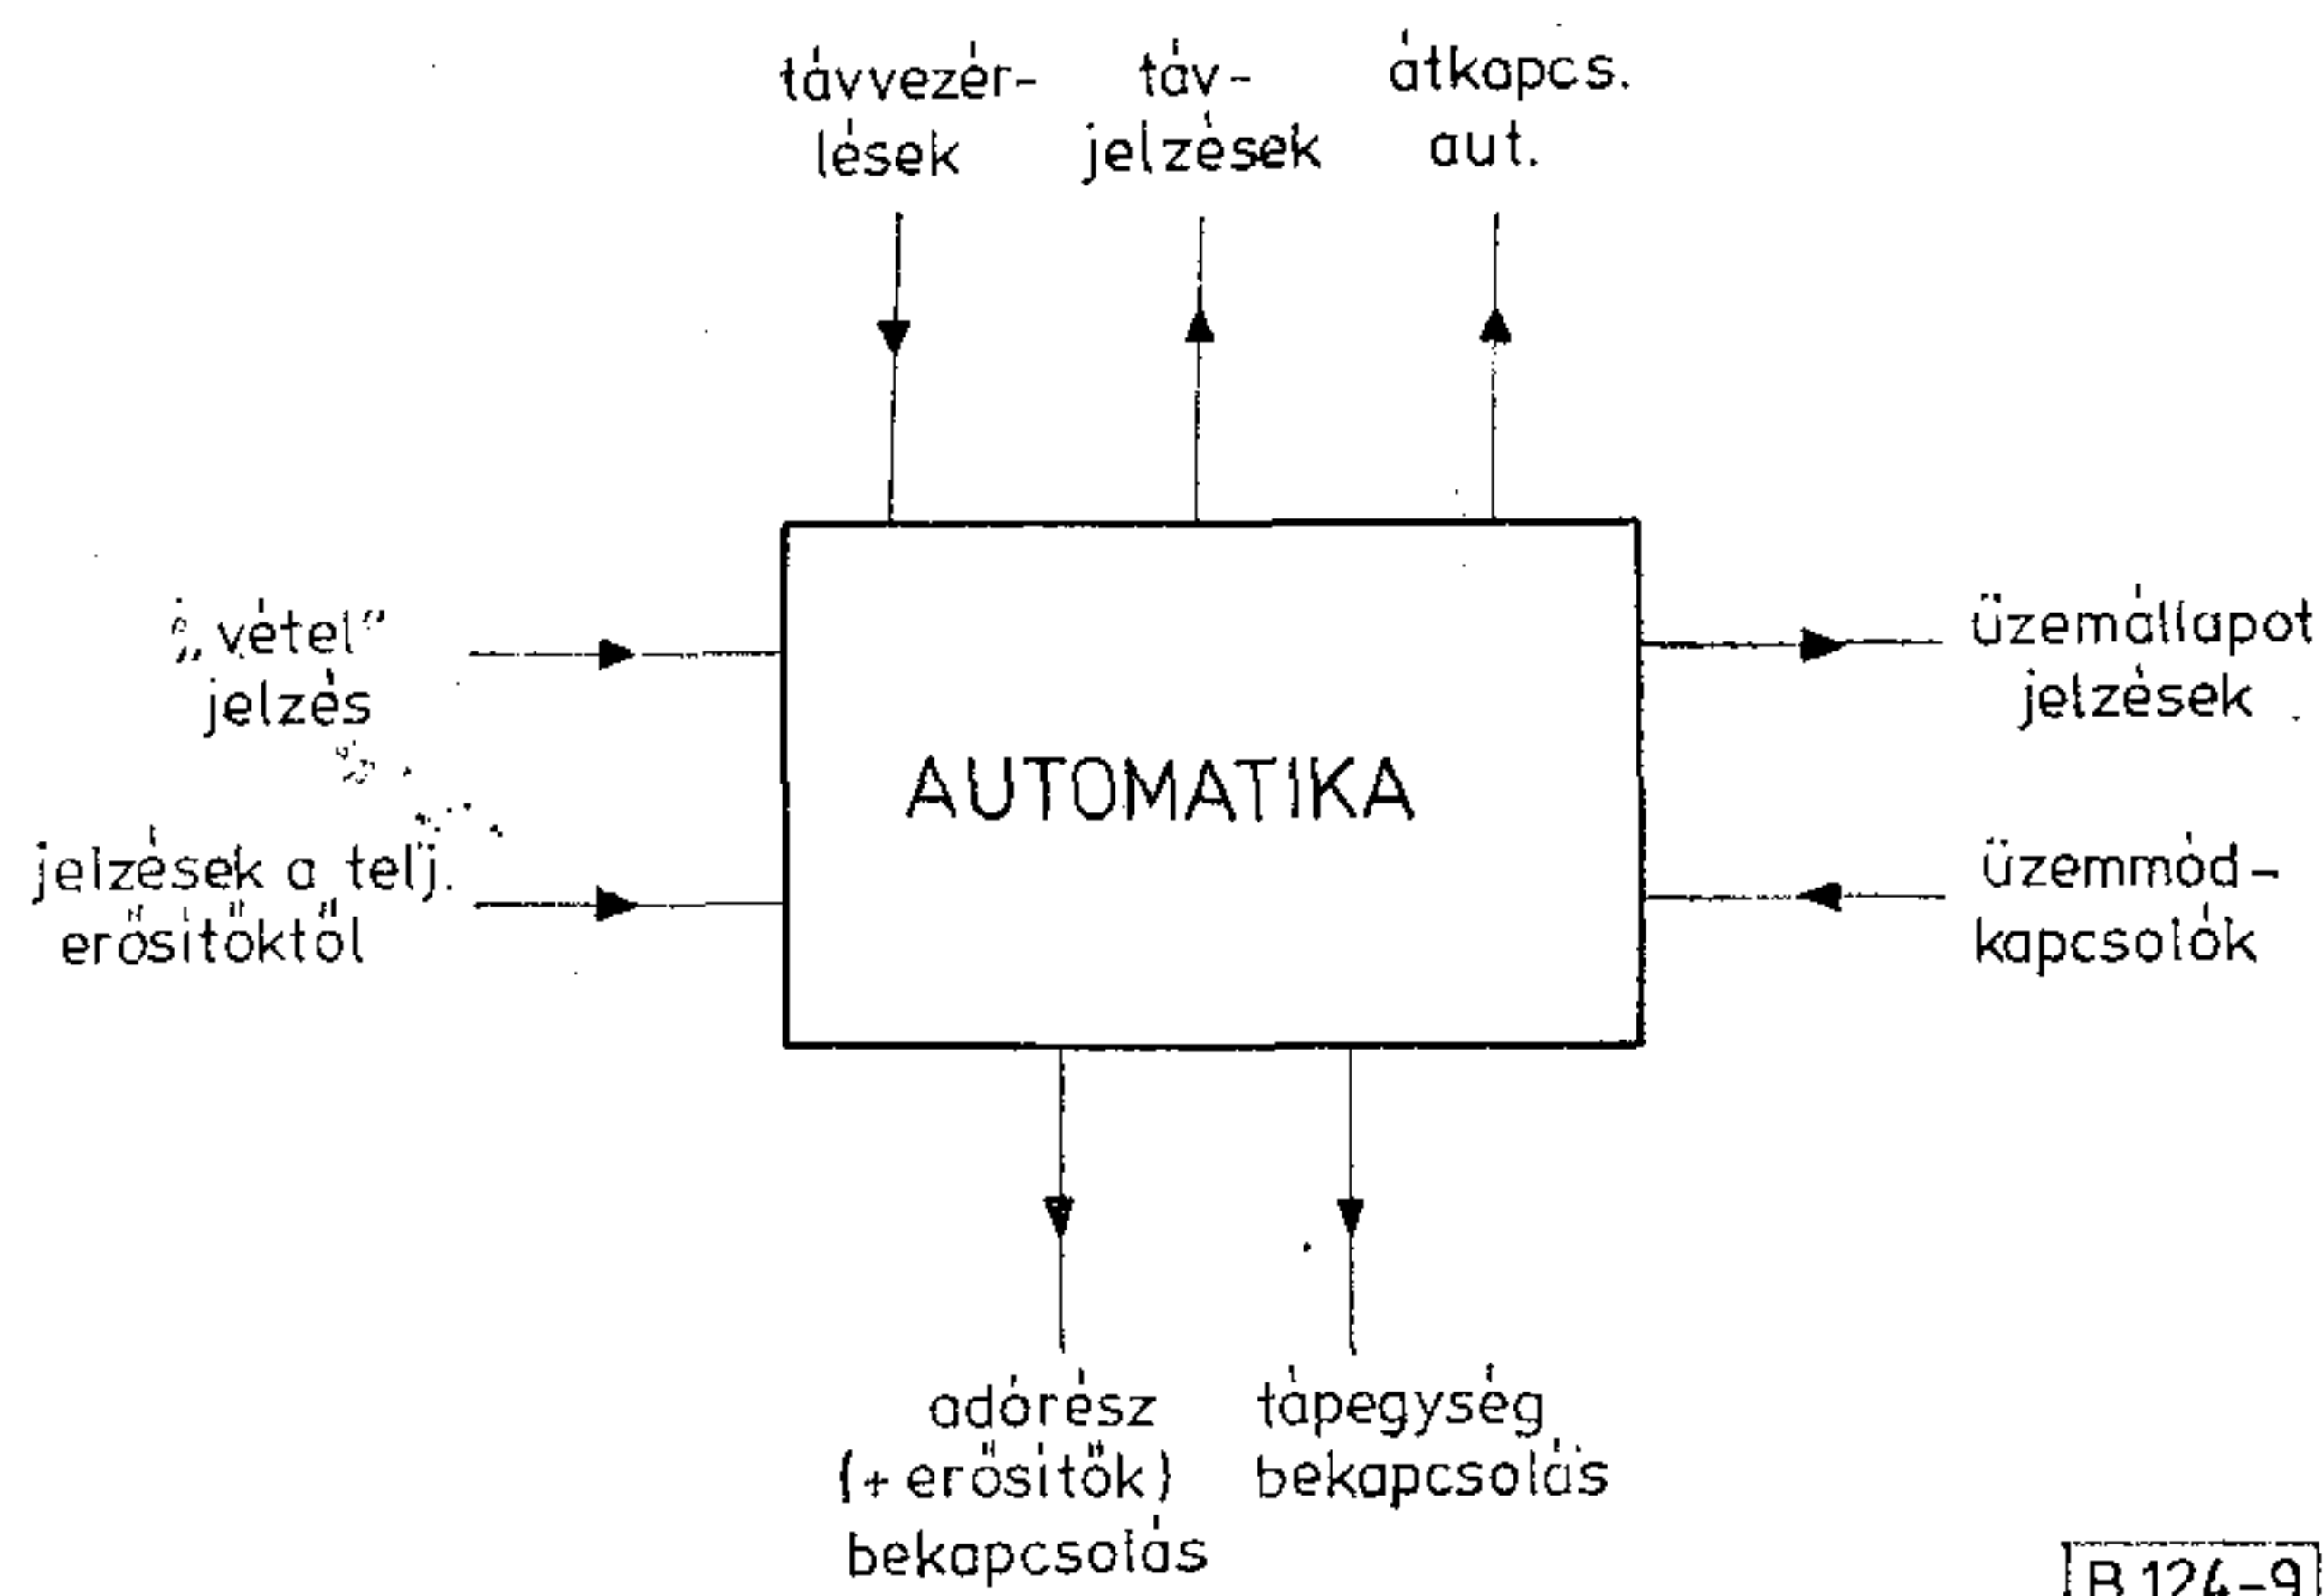 távvezér-
lések
táv-
jelzések
átkapcs.
aut.
„vétel"
jelzés
üzemállapot
jelzések
AUTOMATIKA
jelzések a telj.
erősítőktől
üzemmód-
kapcsolók
adórész
(+ erősítők)
bekapcsolás
tápegység
bekapcsolás
B 124-9